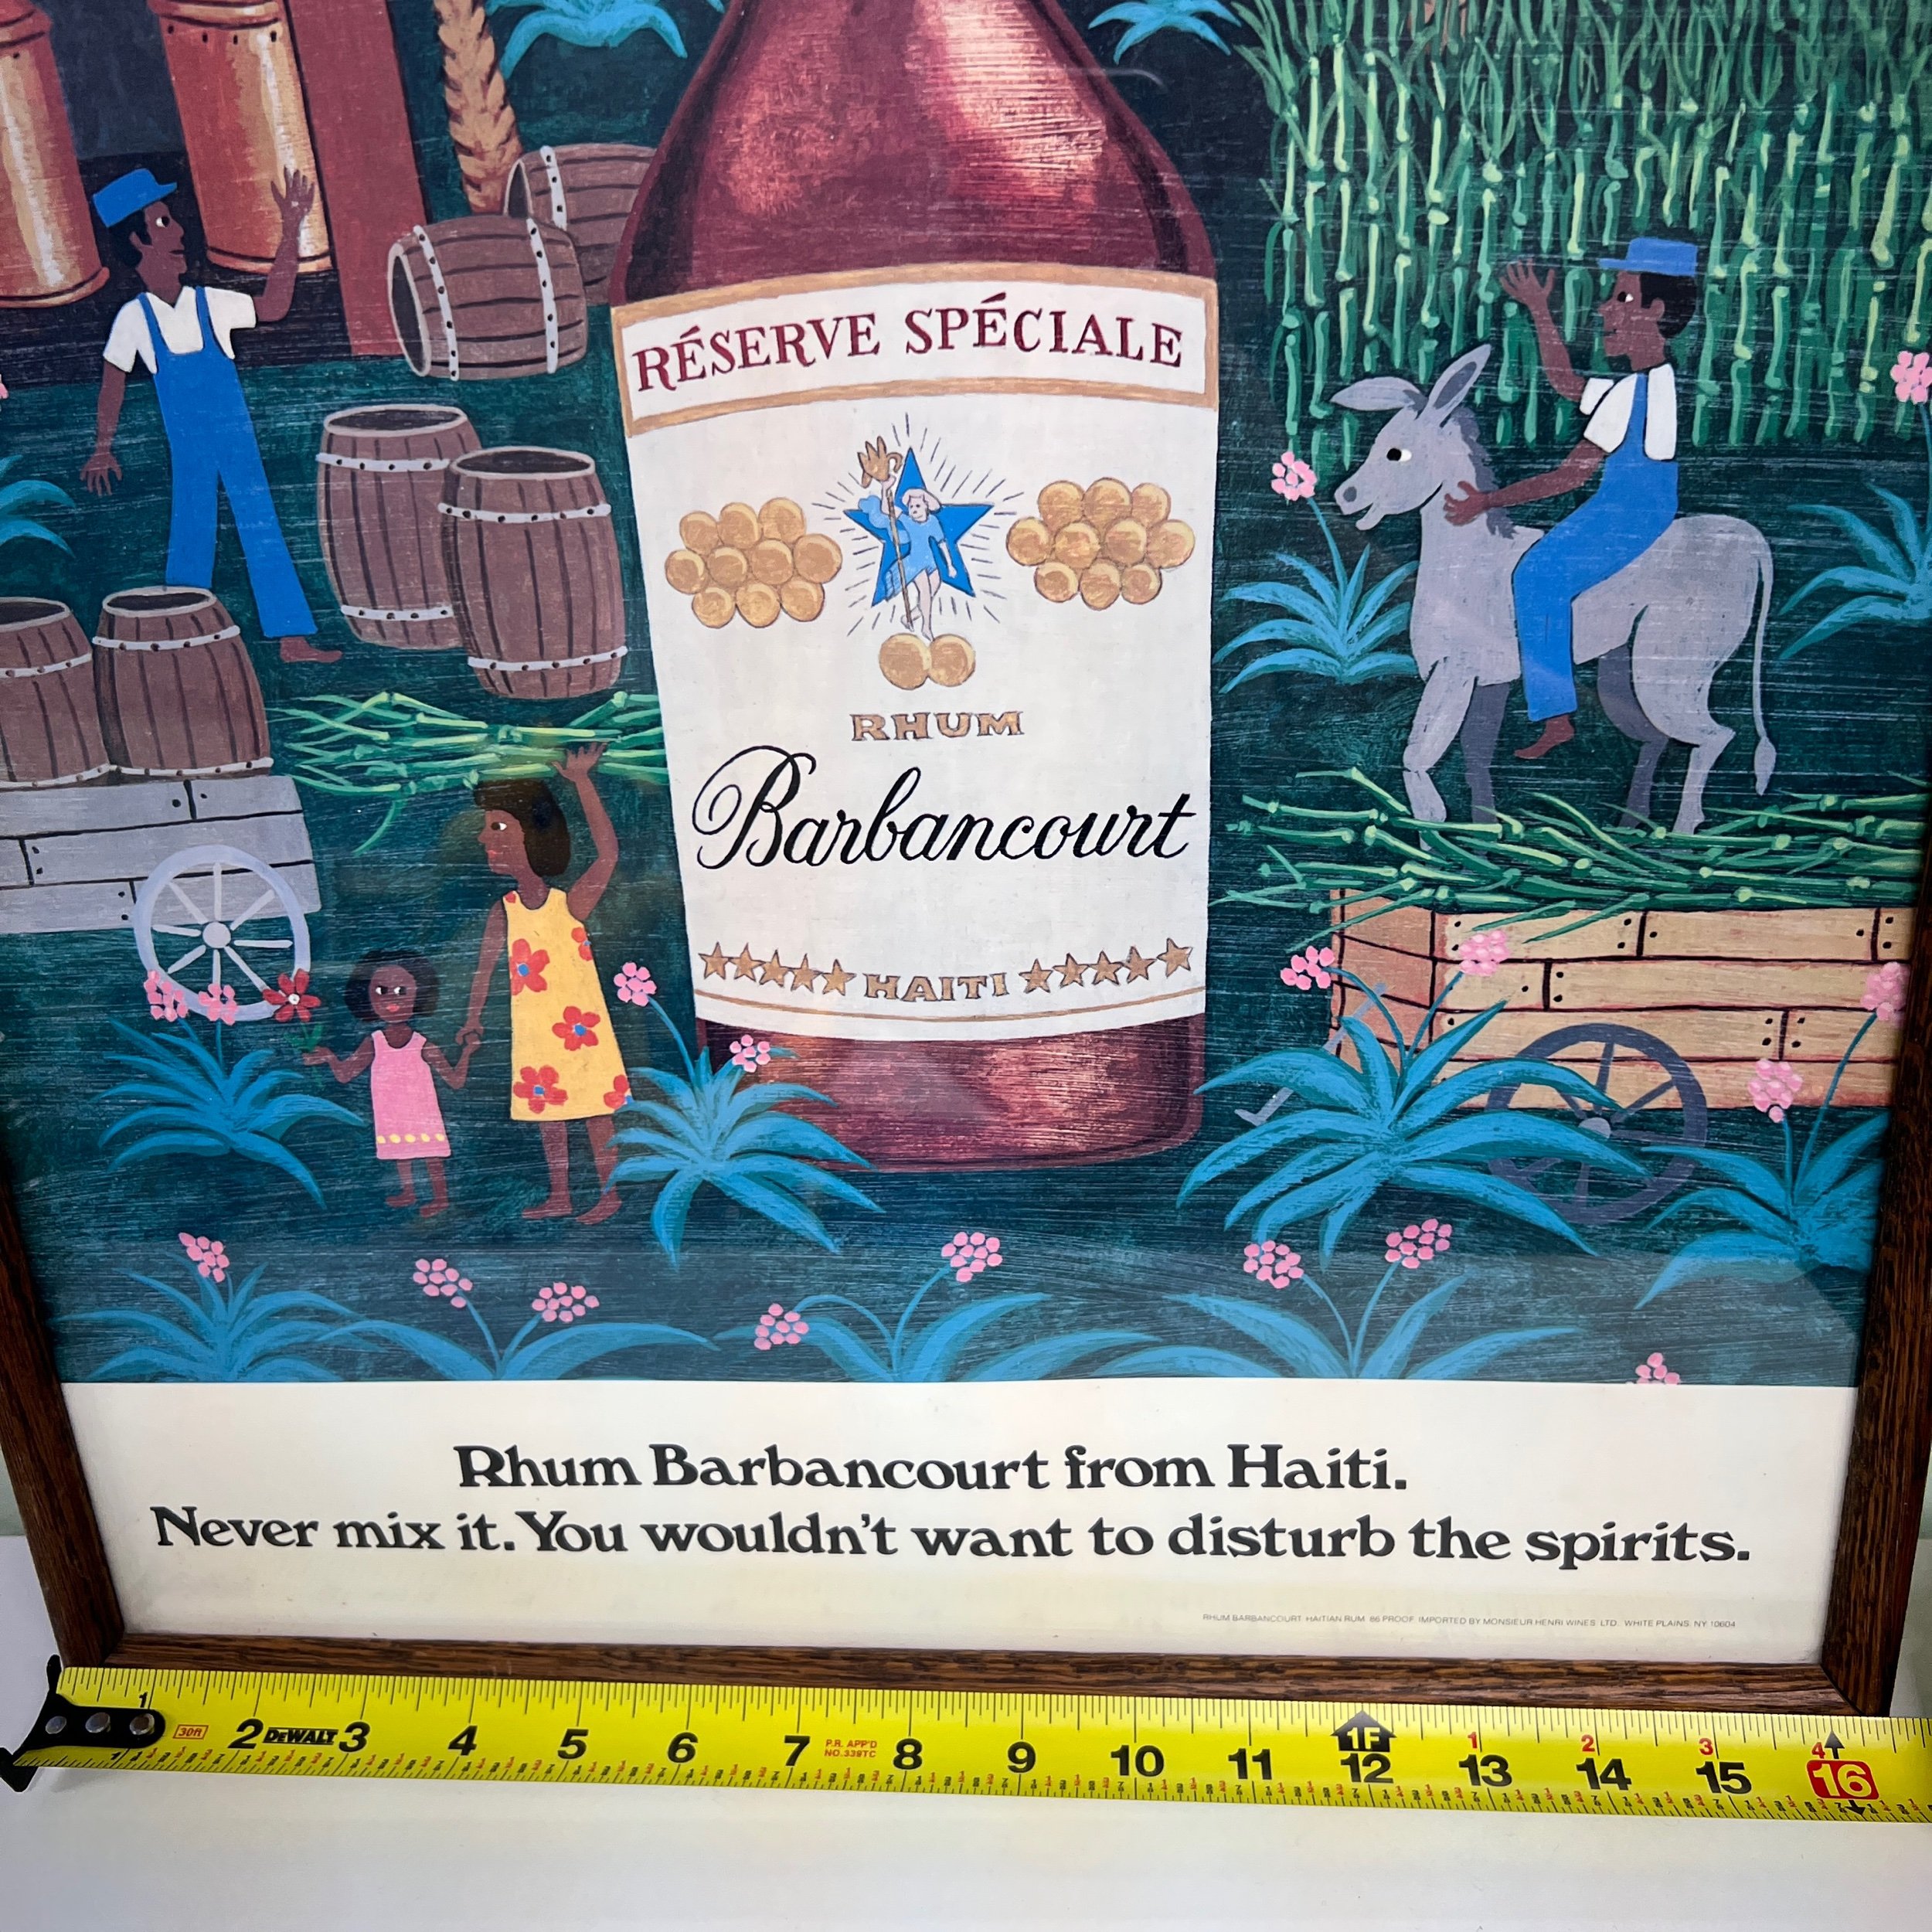 RÉSERVE SPÉCIALE
RHUM
Barbancourt
HAITI
Rhum Barbancourt from Haiti.
Never mix it. You wouldn't want to disturb the spirits.
RHUM BARBANCOURT HAITIAN RUM 86 PROOF IMPORTED BY MONSIEUR HENRI WINES LTD. WHITE PLAINS, NY 10604
1 30ft 2 DEWALT 3 4 5 6 7 P.R. APP'D 8 9 10 11 1F 12 1 13 2 14 3 15 4 16
NO.339TC